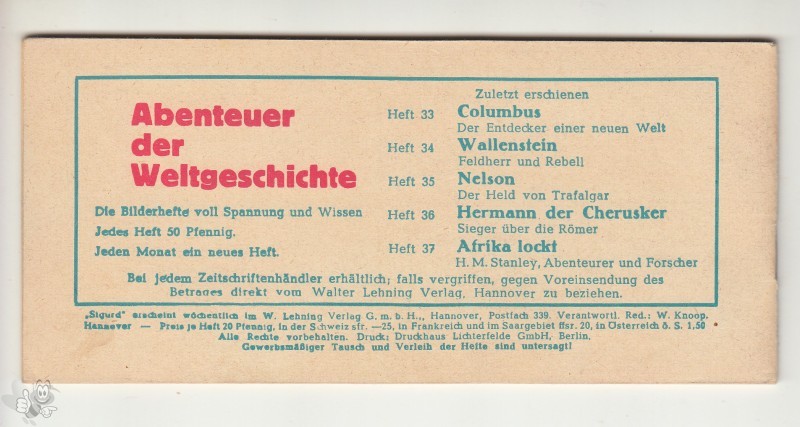 Abenteuer
der
Weltgeschichte
Die Bilderhefte voll Spannung und Wissen
Jedes Heft 50 Pfennig.
Jeden Monat ein neues Heft.
Zuletzt erschienen
Heft 33 Columbus
Der Entdecker einer neuen Welt
Heft 34 Wallenstein
Feldherr und Rebell
Heft 35 Nelson
Der Held von Trafalgar
Heft 36 Hermann der Cherusker
Sieger über die Römer
Heft 37 Afrika lockt
H. M. Stanley, Abenteurer und Forscher
Bei jedem Zeitschriftenhändler erhältlich; falls vergriffen, gegen Voreinsendung des
Betrages direkt vom Walter Lehning Verlag, Hannover zu beziehen.
„Sigurd" erscheint wöchentlich im W. Lehning Verlag G. m. b. H., Hannover, Postfach 339. Verantwortl. Red.: W. Knoop,
Hannover — Preis je Heft 20 Pfennig, in der Schweiz sfr. —25, in Frankreich und im Saargebiet ffsr. 20, in Österreich ö. S. 1,50
Alle Rechte vorbehalten. Druck: Druckhaus Lichterfelde GmbH, Berlin.
Gewerbsmäßiger Tausch und Verleih der Hefte sind untersagt!